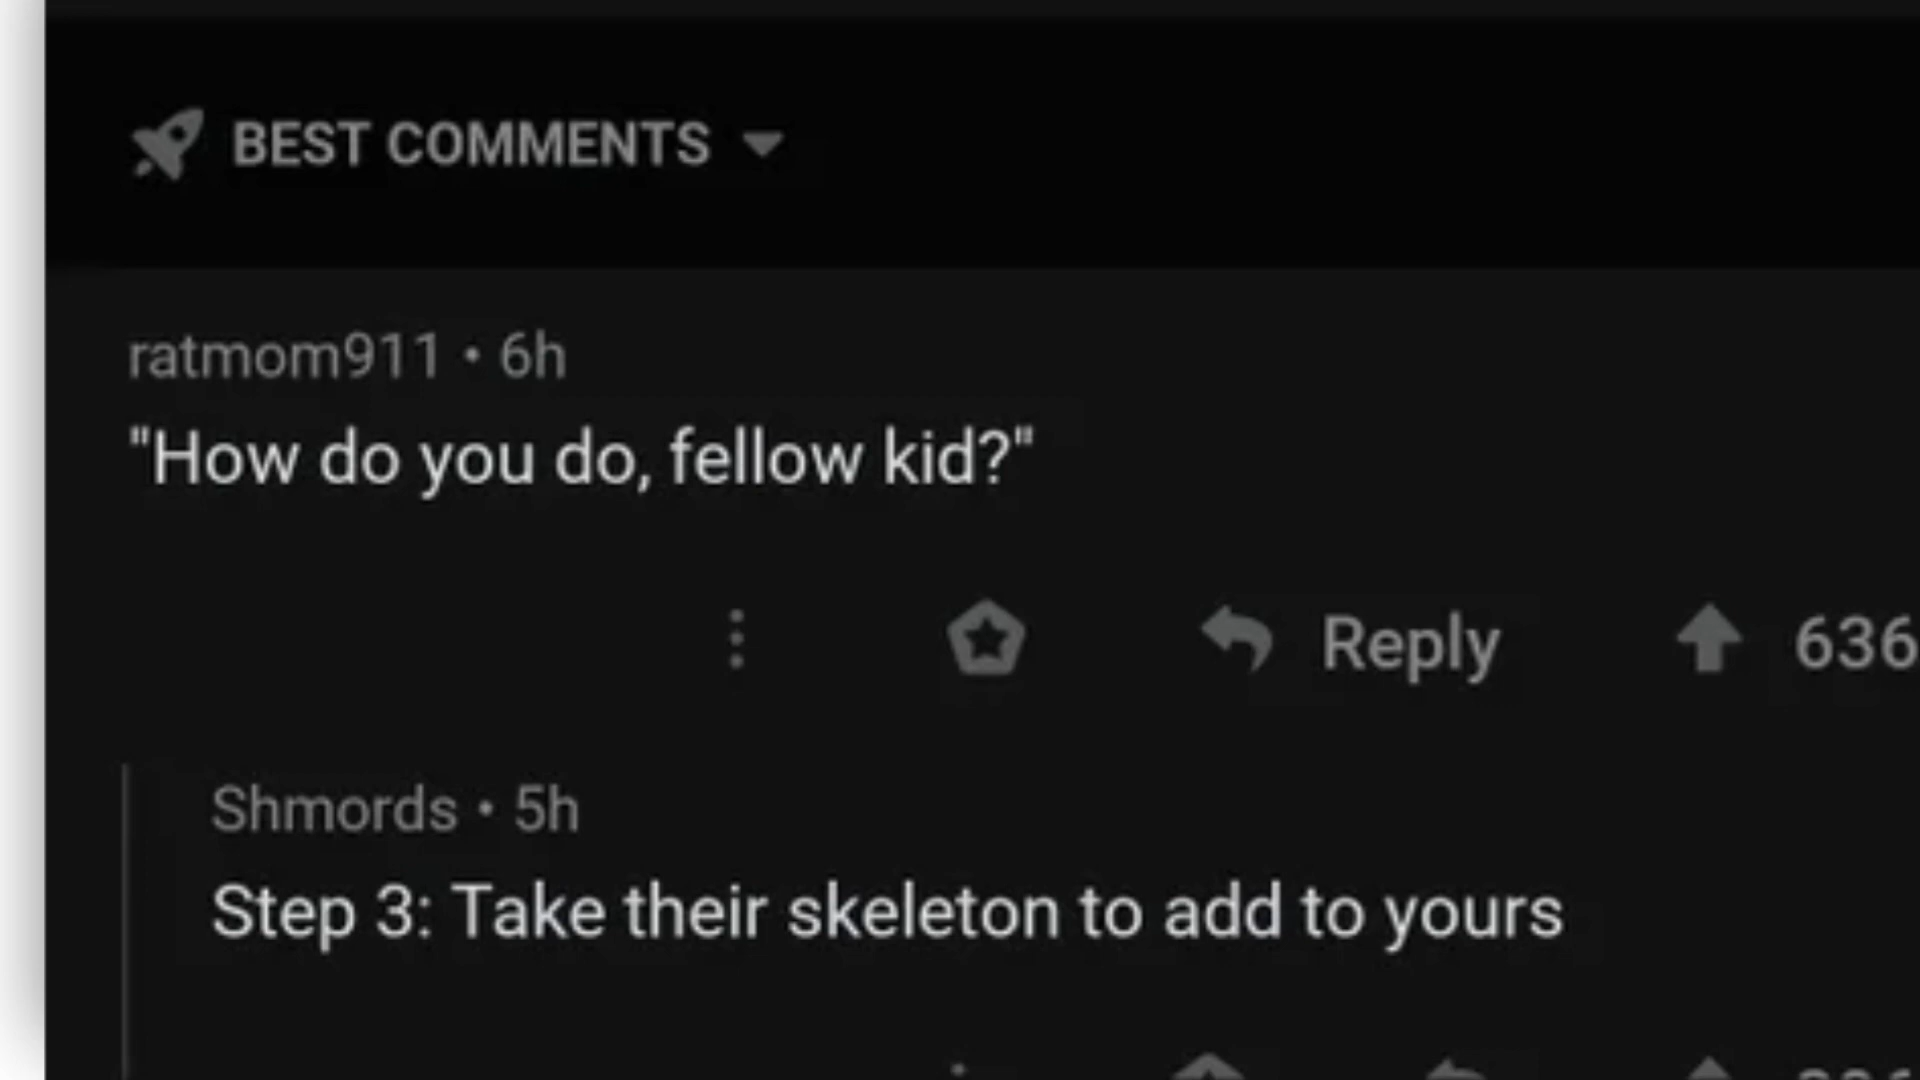 BEST COMMENTS
ratmom911 • 6h
"How do you do, fellow kid?"
Reply 636
Shmords • 5h
Step 3: Take their skeleton to add to yours